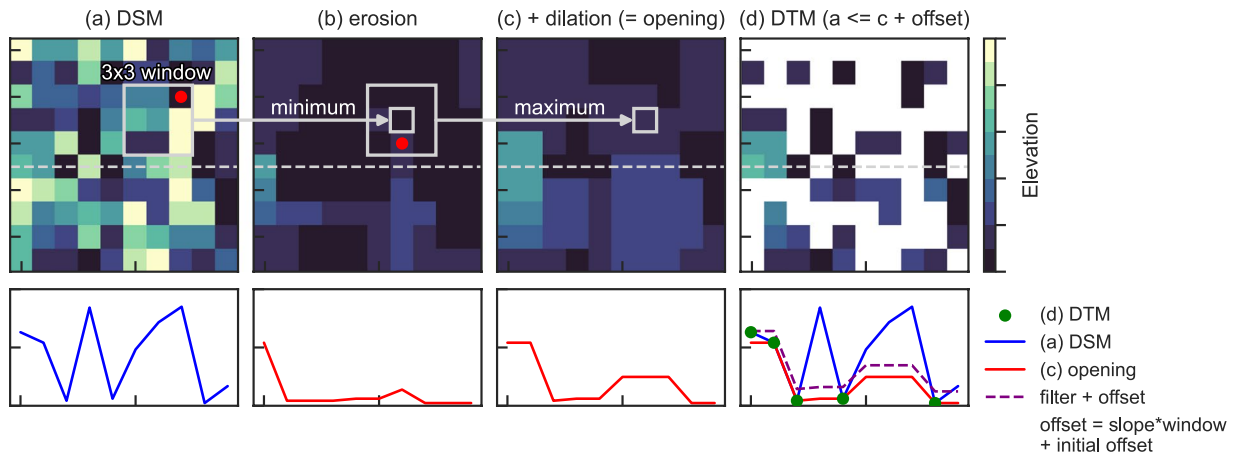 (a) DSM
(b) erosion
(c) + dilation (= opening)
(d) DTM (a <= c + offset)
3x3 window
minimum
maximum
Elevation
(d) DTM
(a) DSM
(c) opening
filter + offset
offset = slope*window
+ initial offset